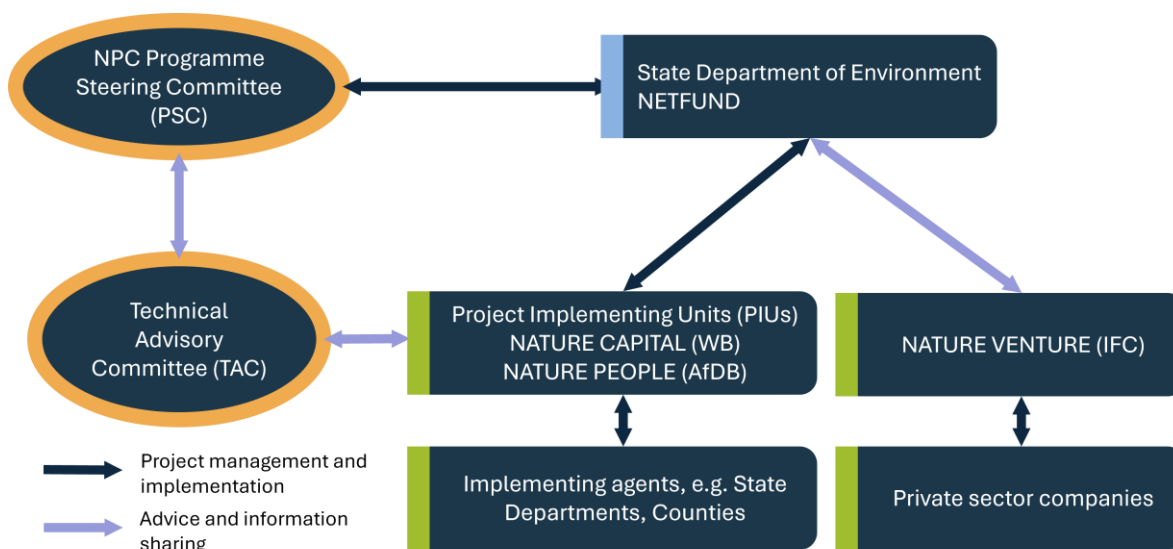 NPC Programme
Steering Committee
(PSC)
State Department of Environment
NETFUND
Technical
Advisory
Committee (TAC)
Project Implementing Units (PIUs)
NATURE CAPITAL (WB)
NATURE PEOPLE (AfDB)
NATURE VENTURE (IFC)
Project management and
implementation
Advice and information
sharing
Implementing agents, e.g. State
Departments, Counties
Private sector companies